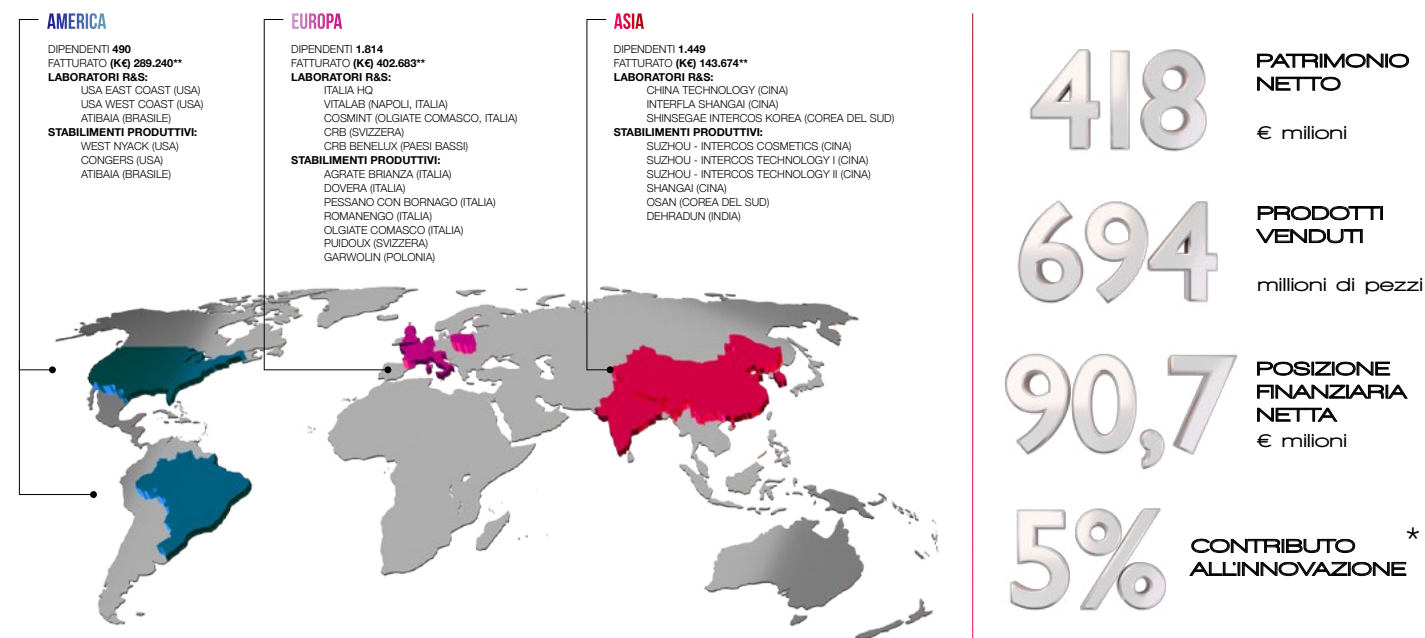 AMERICA
DIPENDENTI 490
FATTURATO (K€) 289.240**
LABORATORI R&S:
USA EAST COAST (USA)
USA WEST COAST (USA)
ATIBAIA (BRASILE)
STABILIMENTI PRODUTTIVI:
WEST NYACK (USA)
CONGERS (USA)
ATIBAIA (BRASILE)
EUROPA
DIPENDENTI 1.814
FATTURATO (K€) 402.683**
LABORATORI R&S:
ITALIA HQ
VITALAB (NAPOLI, ITALIA)
COSMINT (OLGIATE COMASCO, ITALIA)
CRB (SVIZZERA)
CRB BENELUX (PAESI BASSI)
STABILIMENTI PRODUTTIVI:
AGRATE BRIANZA (ITALIA)
DOVERA (ITALIA)
PESSANO CON BORNAGO (ITALIA)
ROMANENGO (ITALIA)
OLGIATE COMASCO (ITALIA)
PUIDOUX (SVIZZERA)
GARWOLIN (POLONIA)
ASIA
DIPENDENTI 1.449
FATTURATO (K€) 143.674**
LABORATORI R&S:
CHINA TECHNOLOGY (CINA)
INTERFLA SHANGAI (CINA)
SHINSEGAE INTERCOS KOREA (COREA DEL SUD)
STABILIMENTI PRODUTTIVI:
SUZHOU - INTERCOS COSMETICS (CINA)
SUZHOU - INTERCOS TECHNOLOGY I (CINA)
SUZHOU - INTERCOS TECHNOLOGY II (CINA)
SHANGAI (CINA)
OSAN (COREA DEL SUD)
DEHRADUN (INDIA)
418
PATRIMONIO
NETTO
€ milioni
694
PRODOTTI
VENDUTI
millioni di pezzi
90,7
POSIZIONE
FINANZIARIA
NETTA
€ milioni
5%
CONTRIBUTO *
ALL'INNOVAZIONE